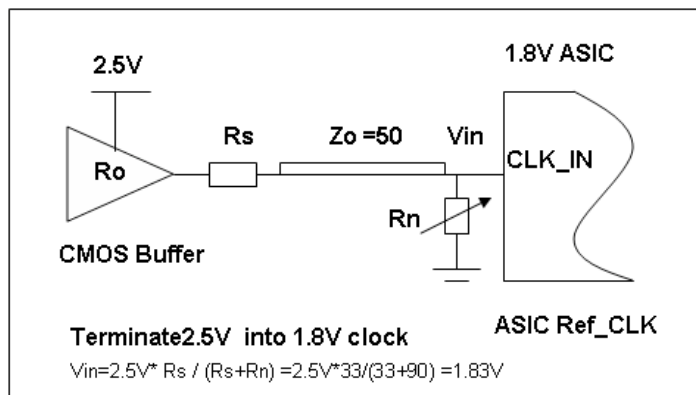 2.5V
1.8V ASIC
Rs
Zo =50
Vin
Ro
CLK_IN
Rn
CMOS Buffer
ASIC Ref_CLK
Terminate2.5V into 1.8V clock
Vin=2.5V* Rs / (Rs+Rn) =2.5V*33/(33+90) =1.83V